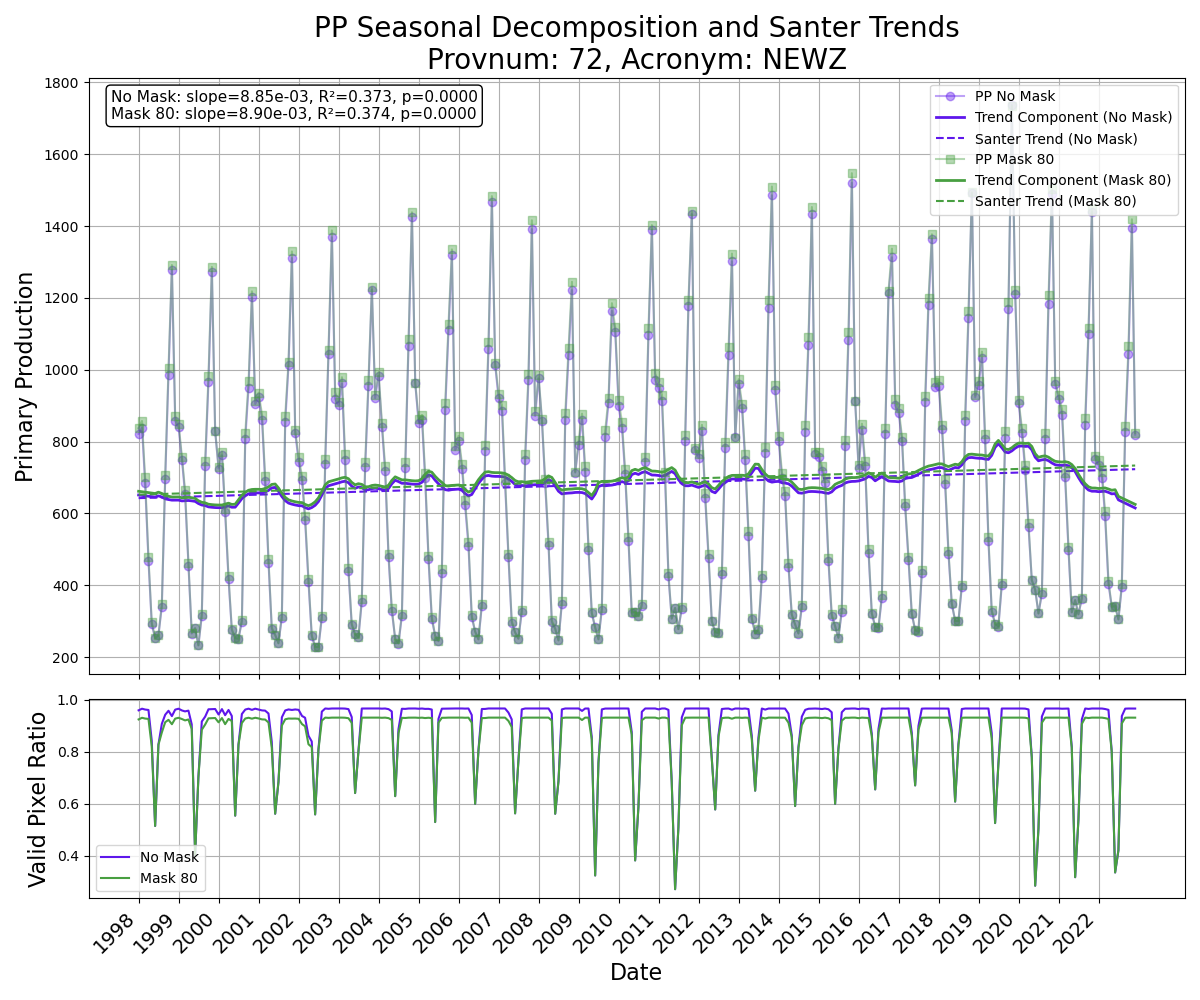 PP Seasonal Decomposition and Santer Trends
Provnum: 72, Acronym: NEWZ
No Mask: slope=8.85e-03, R²=0.373, p=0.0000
Mask 80: slope=8.90e-03, R²=0.374, p=0.0000
PP No Mask
Trend Component (No Mask)
Santer Trend (No Mask)
PP Mask 80
Trend Component (Mask 80)
Santer Trend (Mask 80)
Primary Production
1800
1600
1400
1200
1000
800
600
400
200
Valid Pixel Ratio
1.0
0.8
0.6
0.4
No Mask
Mask 80
1998 1999 2000 2001 2002 2003 2004 2005 2006 2007 2008 2009 2010 2011 2012 2013 2014 2015 2016 2017 2018 2019 2020 2021 2022
Date